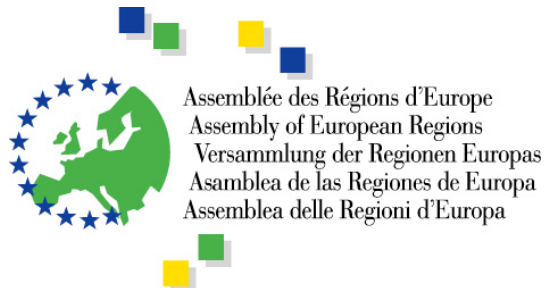 Assemblée des Régions d'Europe
Assembly of European Regions
Versammlung der Regionen Europas
Asamblea de las Regiones de Europa
Assemblea delle Regioni d'Europa